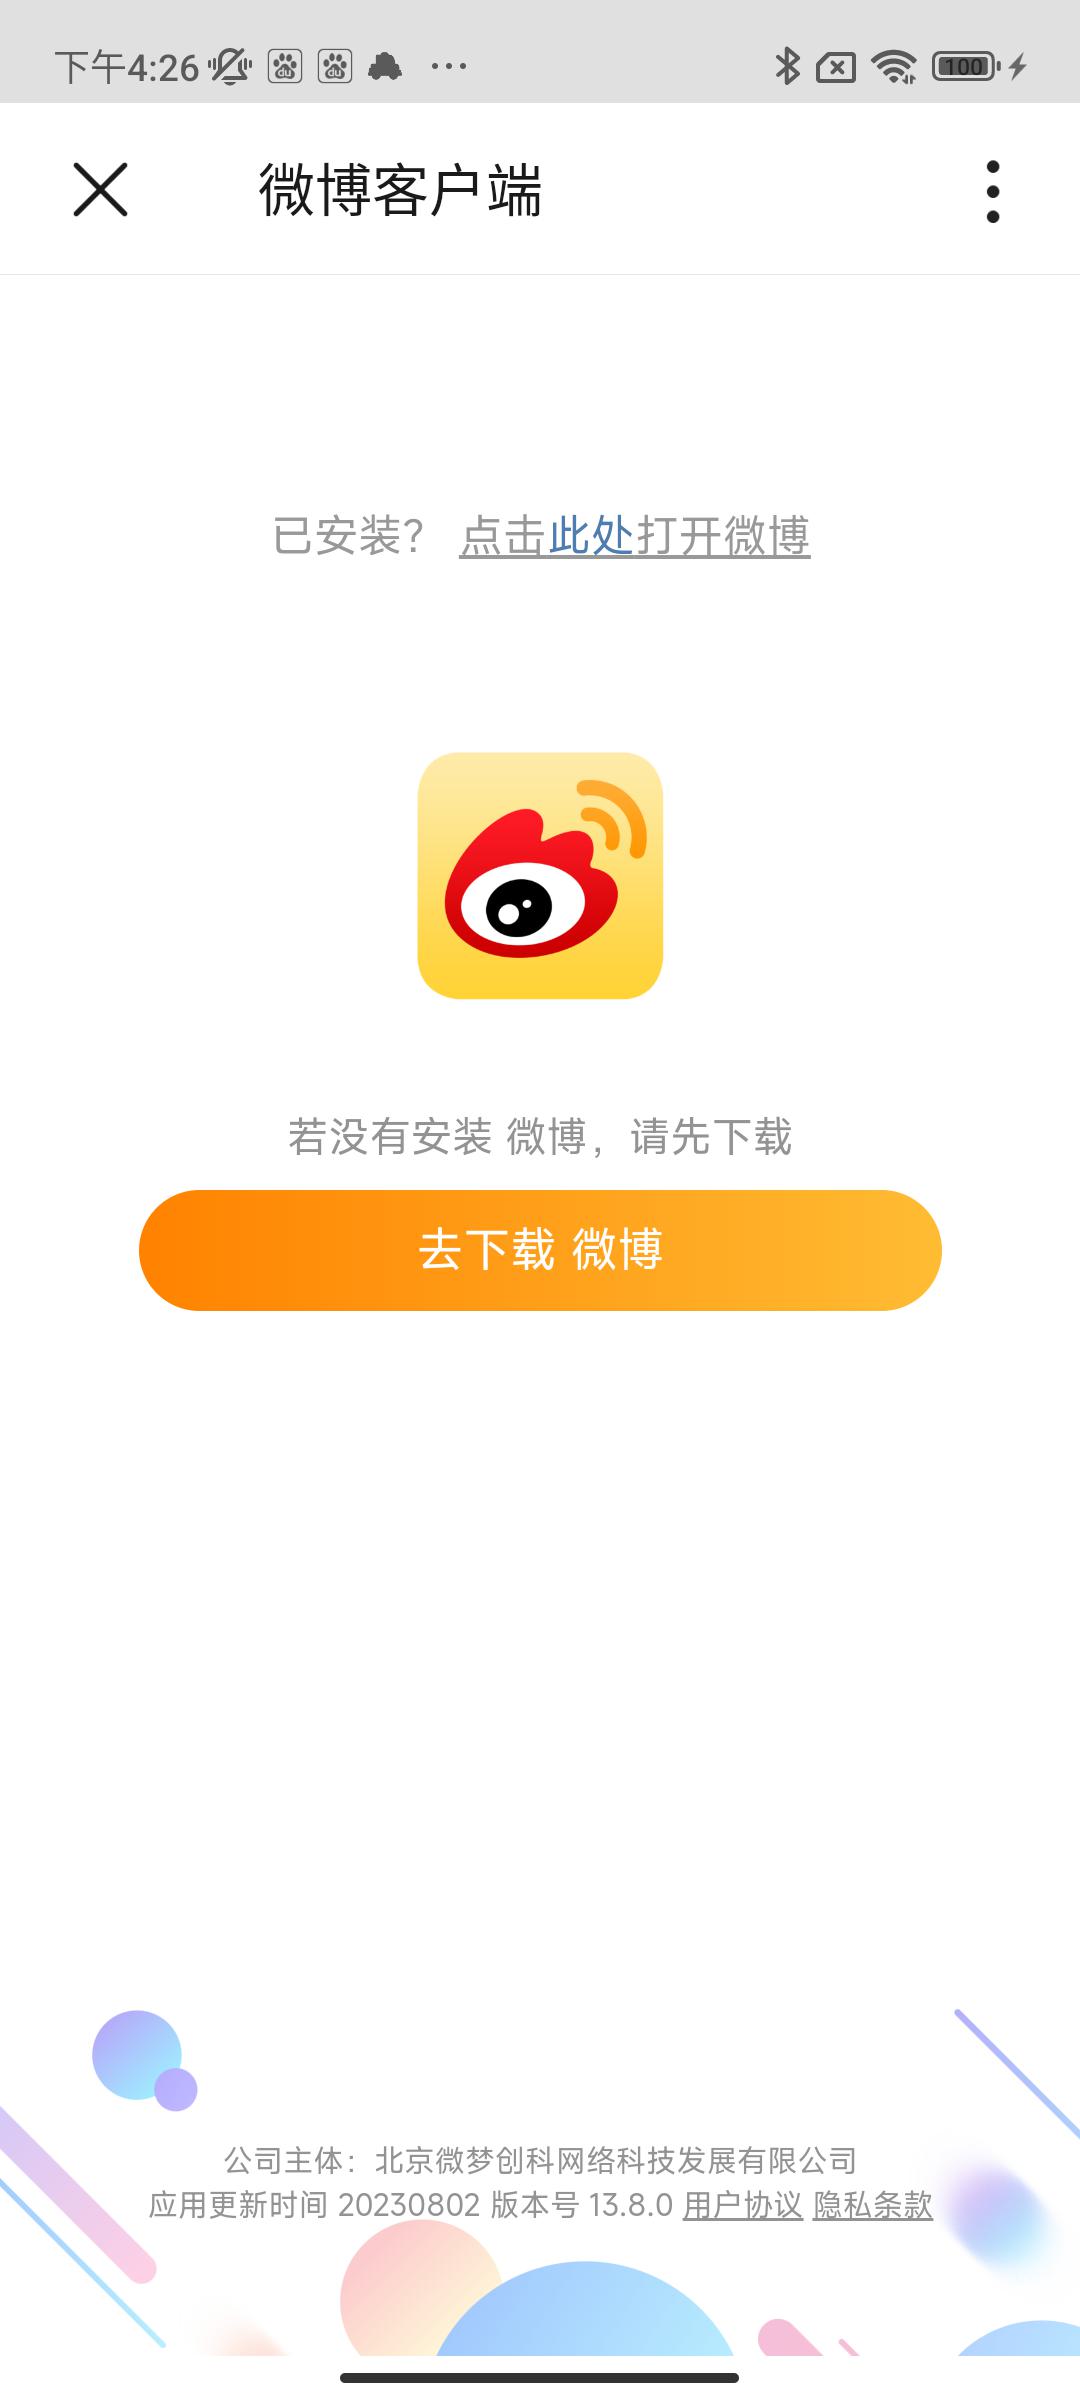 下午4:26 du du 100
微博客户端
已安装? 点击此处打开微博
若没有安装 微博，请先下载
去下载 微博
公司主体：北京微梦创科网络科技发展有限公司
应用更新时间 20230802 版本号 13.8.0 用户协议 隐私条款